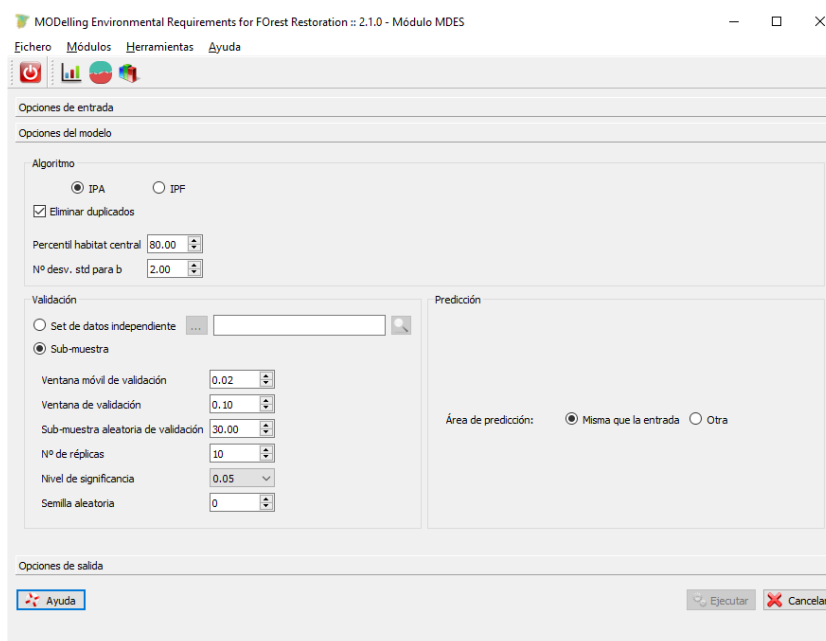 MODelling Environmental Requirements for FOrest Restoration :: 2.1.0 - Módulo MDES
Fichero Módulos Herramientas Ayuda
Opciones de entrada
Opciones del modelo
Algoritmo
IPA IPF
Eliminar duplicados
Percentil habitat central 80.00
Nº desv. std para b 2.00
Validación
Set de datos independiente ...
Sub-muestra
Ventana móvil de validación 0.02
Ventana de validación 0.10
Sub-muestra aleatoria de validación 30.00
Nº de réplicas 10
Nivel de significancia 0.05
Semilla aleatoria 0
Predicción
Área de predicción: Misma que la entrada Otra
Opciones de salida
Ayuda Ejecutar Cancelar